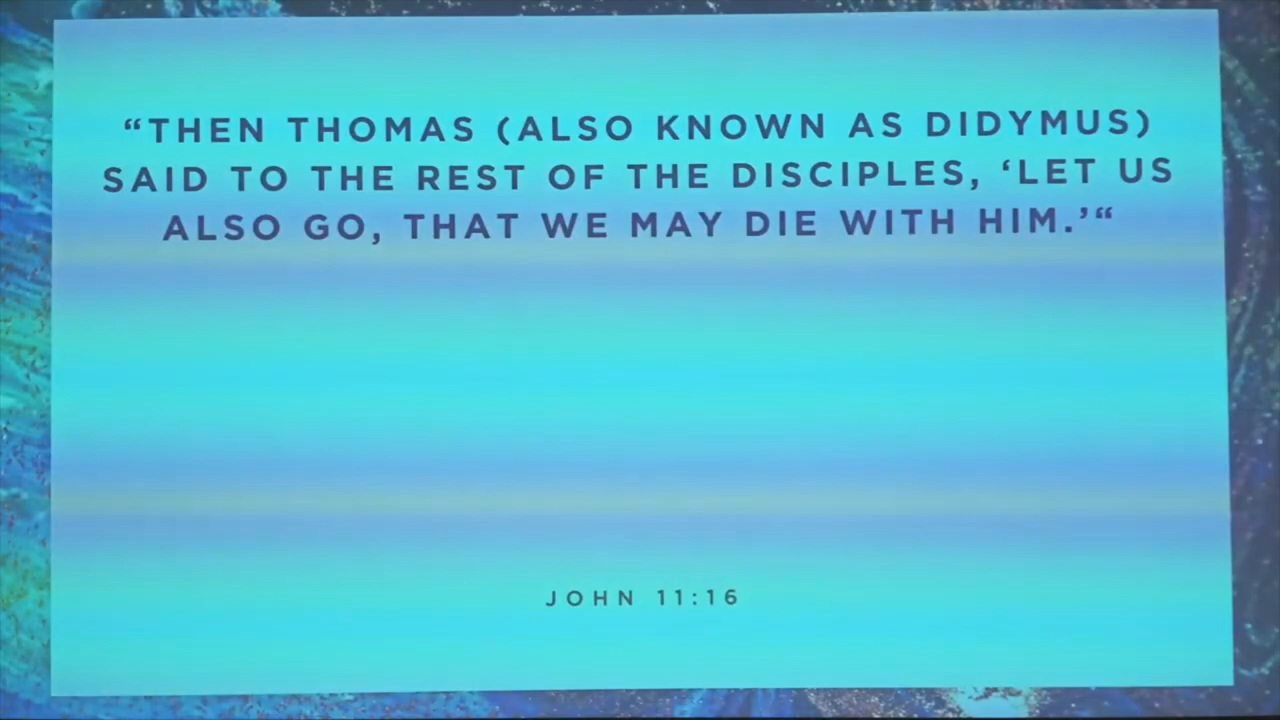 “THEN THOMAS (ALSO KNOWN AS DIDYMUS)
SAID TO THE REST OF THE DISCIPLES, ‘LET US
ALSO GO, THAT WE MAY DIE WITH HIM.’“
JOHN 11:16